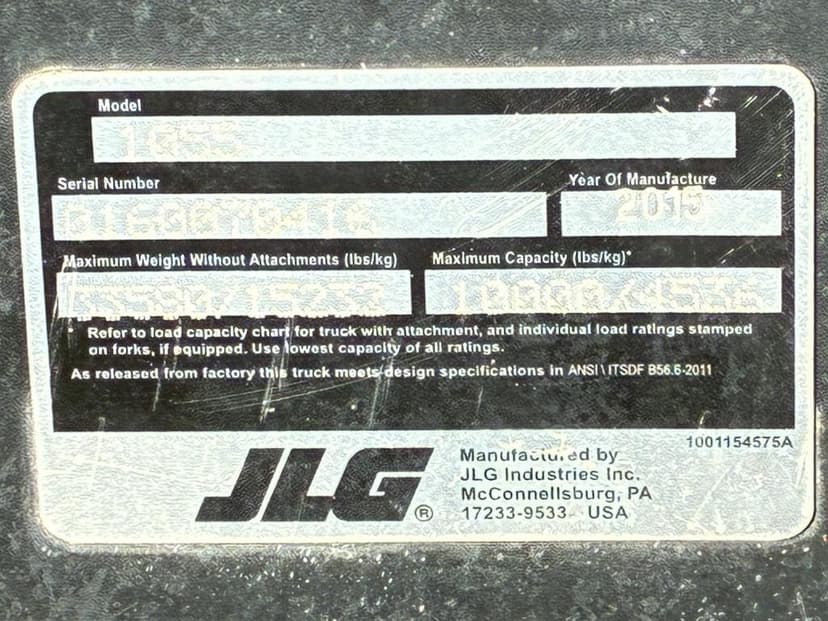 Model
Serial Number
Year Of Manufacture
2015
Maximum Weight Without Attachments (lbs/kg)
Maximum Capacity (lbs/kg)*
10000/4536
* Refer to load capacity chart for truck with attachment, and individual load ratings stamped
on forks, if equipped. Use lowest capacity of all ratings.
As released from factory this truck meets design specifications in ANSI \ ITSDF B56.6-2011
1001154575A
JLG®
Manufactured by
JLG Industries Inc.
McConnellsburg, PA
17233-9533 USA